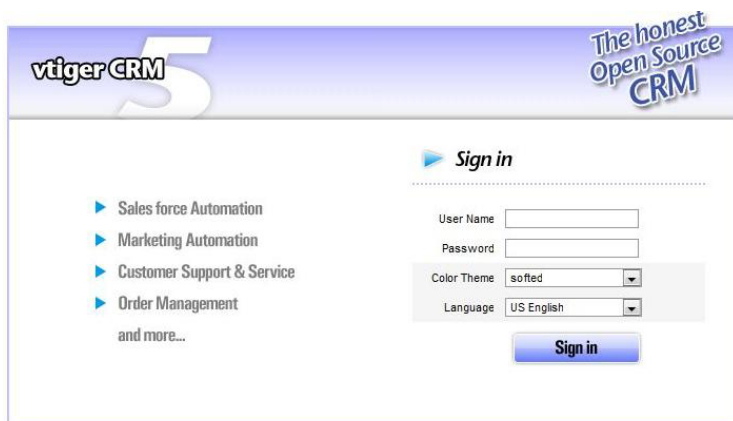 vtiger CRM 5
The honest
Open Source
CRM
Sales force Automation
Marketing Automation
Customer Support & Service
Order Management
and more...
Sign in
User Name
Password
Color Theme softed
Language US English
Sign in